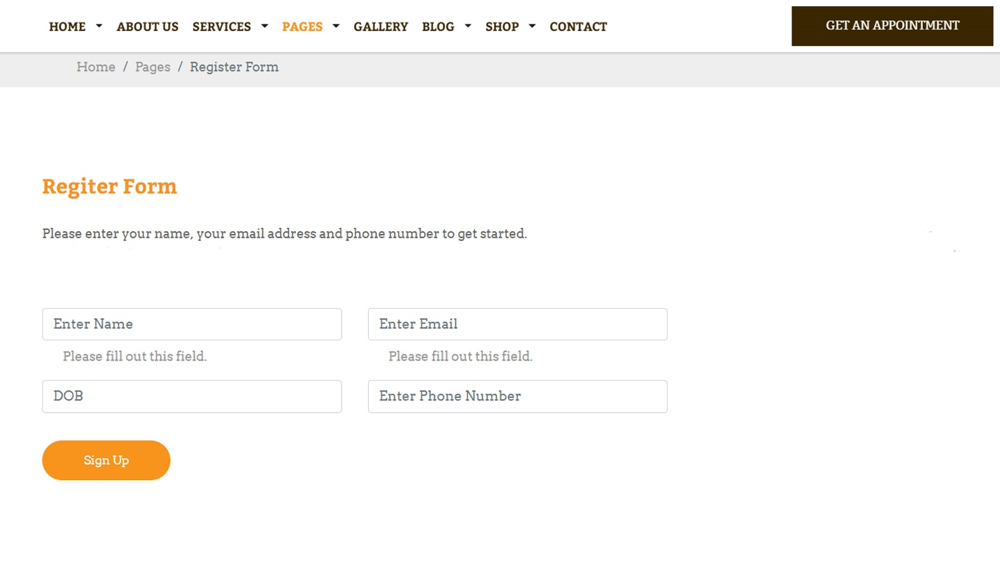 HOME ABOUT US SERVICES PAGES GALLERY BLOG SHOP CONTACT GET AN APPOINTMENT
Home / Pages / Register Form
Regiter Form
Please enter your name, your email address and phone number to get started.
Enter Name Enter Email
Please fill out this field. Please fill out this field.
DOB Enter Phone Number
Sign Up